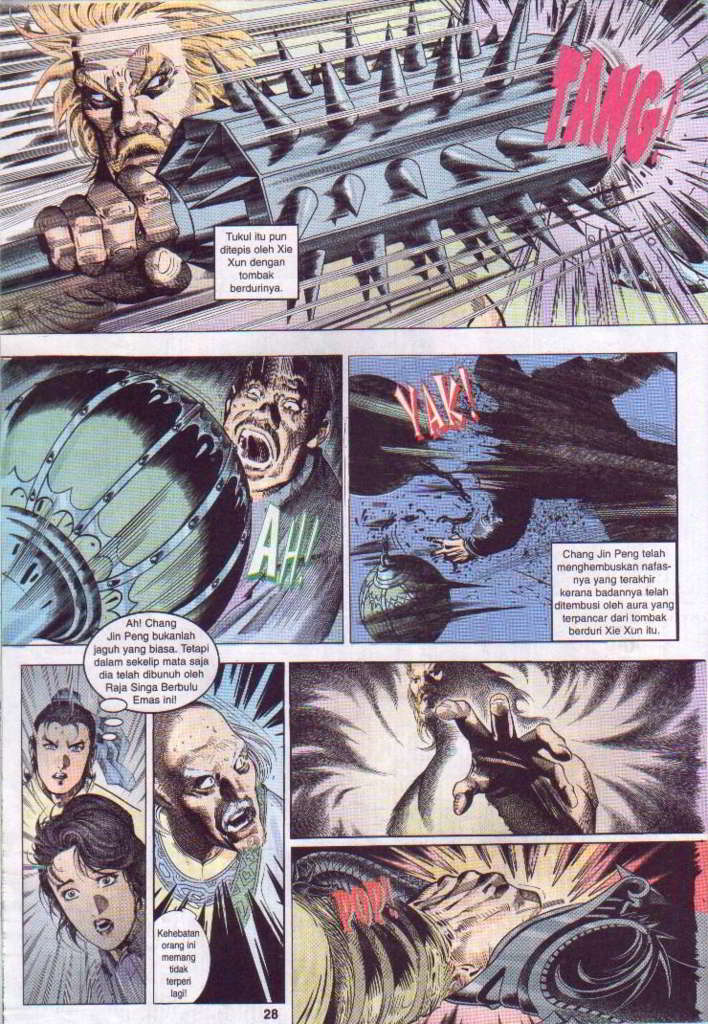 TANG!
Tukul itu pun
ditepis oleh Xie
Xun dengan
tombak
berdurinya.
AH!
YAK!
Chang Jin Peng telah
menghembuskan nafas-
nya yang terakhir
kerana badannya telah
ditembusi oleh aura yang
terpancar dari tombak
berduri Xie Xun itu.
Ah! Chang
Jin Peng bukanlah
jaguh yang biasa. Tetapi
dalam sekelip mata saja
dia telah dibunuh oleh
Raja Singa Berbulu
Emas ini!
Kehebatan
orang ini
memang
tidak
terperi
lagi!
POP!
28